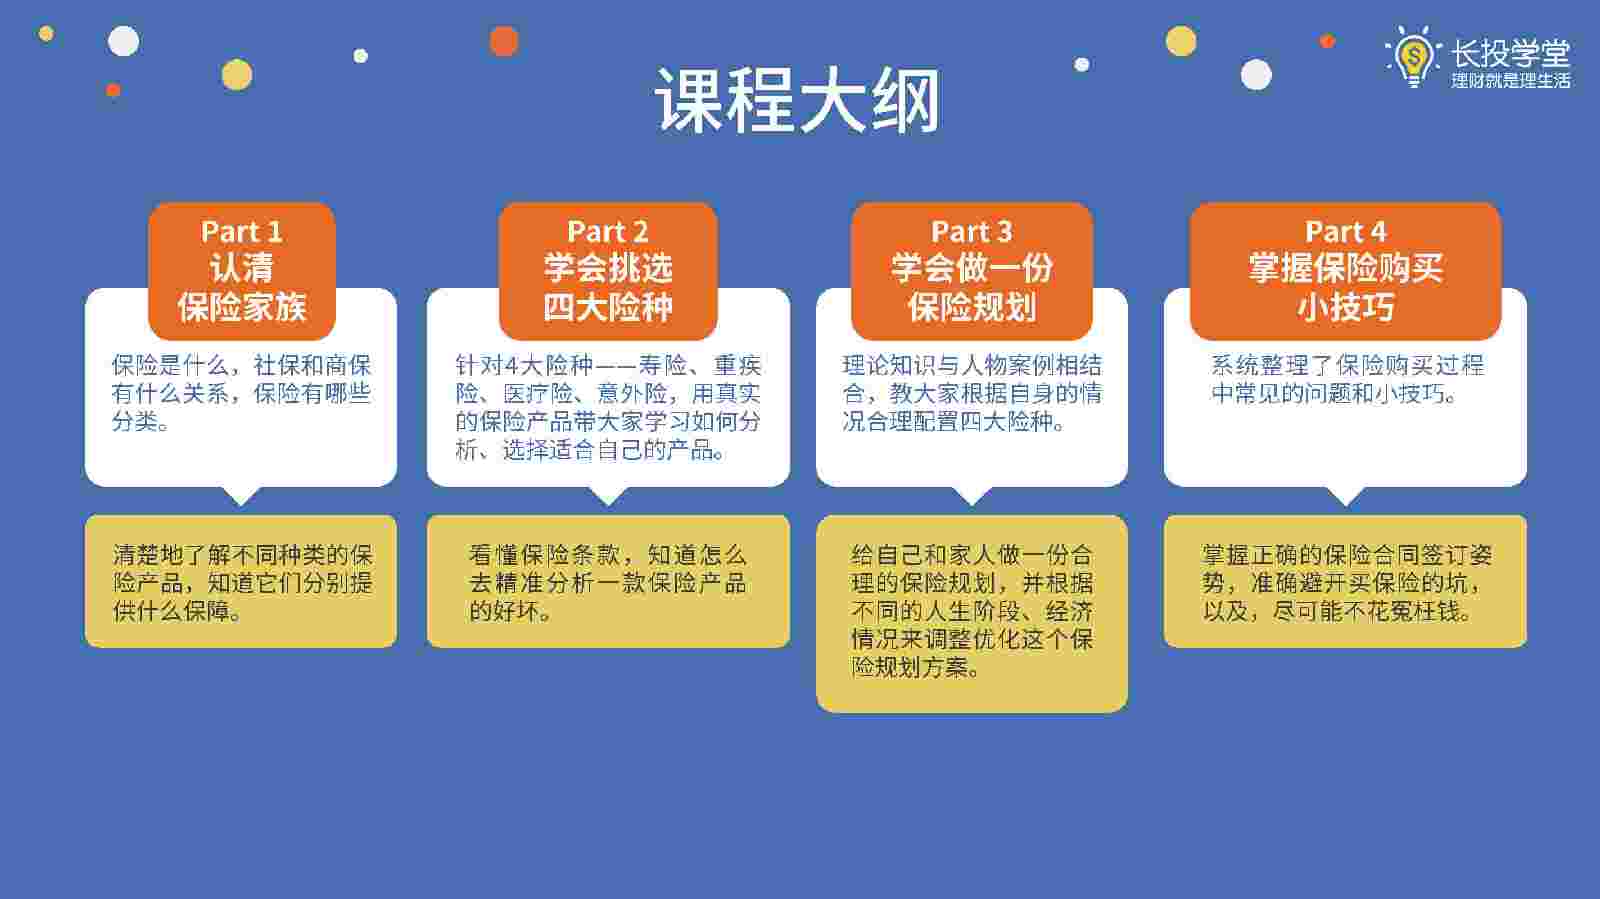 课程大纲
长投学堂
理财就是理生活
Part 1
认清
保险家族
保险是什么，社保和商保
有什么关系，保险有哪些
分类。
清楚地了解不同种类的保
险产品，知道它们分别提
供什么保障。
Part 2
学会挑选
四大险种
针对4大险种——寿险、重疾
险、医疗险、意外险，用真实
的保险产品带大家学习如何分
析、选择适合自己的产品。
看懂保险条款，知道怎么
去精准分析一款保险产品
的好坏。
Part 3
学会做一份
保险规划
理论知识与人物案例相结
合，教大家根据自身的情
况合理配置四大险种。
给自己和家人做一份合
理的保险规划，并根据
不同的人生阶段、经济
情况来调整优化这个保
险规划方案。
Part 4
掌握保险购买
小技巧
系统整理了保险购买过程
中常见的问题和小技巧。
掌握正确的保险合同签订姿
势，准确避开买保险的坑，
以及，尽可能不花冤枉钱。